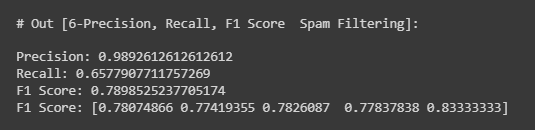 # Out [6-Precision, Recall, F1 Score  Spam Filtering]:
Precision: 0.9892612612612612
Recall: 0.6577907711757269
F1 Score: 0.7898525237705174
F1 Score: [0.78074866 0.77419355 0.7826087  0.77837838 0.83333333]